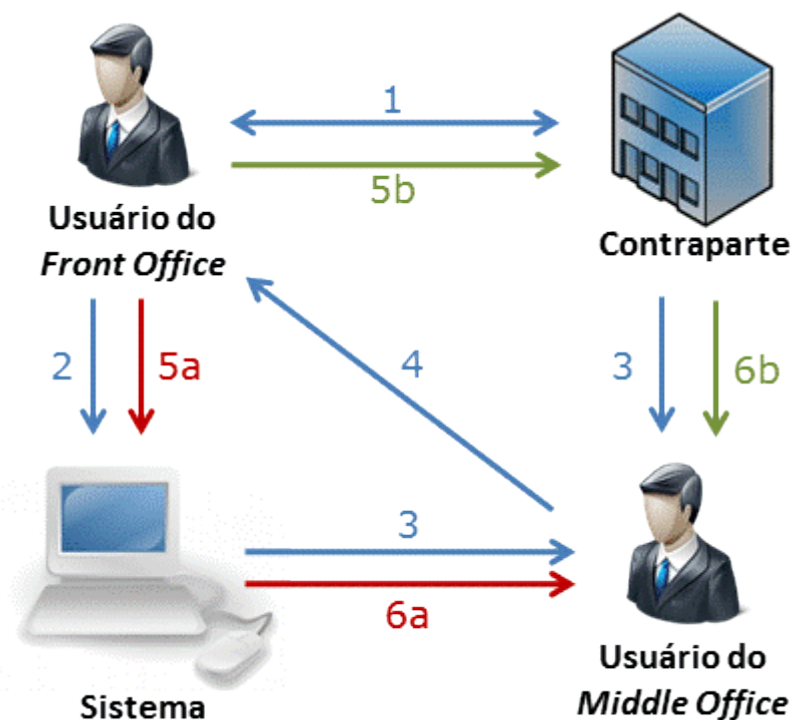 1
5b
Usuário do
Front Office
Contraparte
2
5a
4
3
6b
3
6a
Sistema
Usuário do
Middle Office